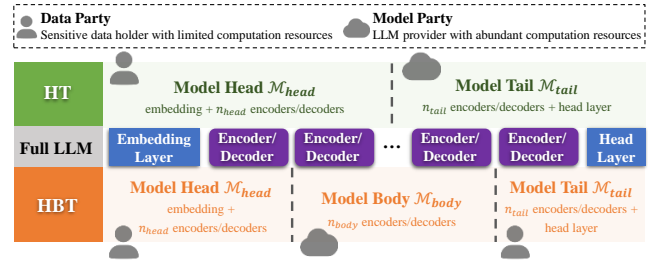 Data Party
Sensitive data holder with limited computation resources
Model Party
LLM provider with abundant computation resources
HT
Model Head 𝓜head
embedding + nhead encoders/decoders
Model Tail 𝓜tail
ntail encoders/decoders + head layer
Full LLM
Embedding
Layer
Encoder/
Decoder
Encoder/
Decoder
...
Encoder/
Decoder
Encoder/
Decoder
Head
Layer
HBT
Model Head 𝓜head
embedding +
nhead encoders/decoders
Model Body 𝓜body
nbody encoders/decoders
Model Tail 𝓜tail
ntail encoders/decoders +
head layer